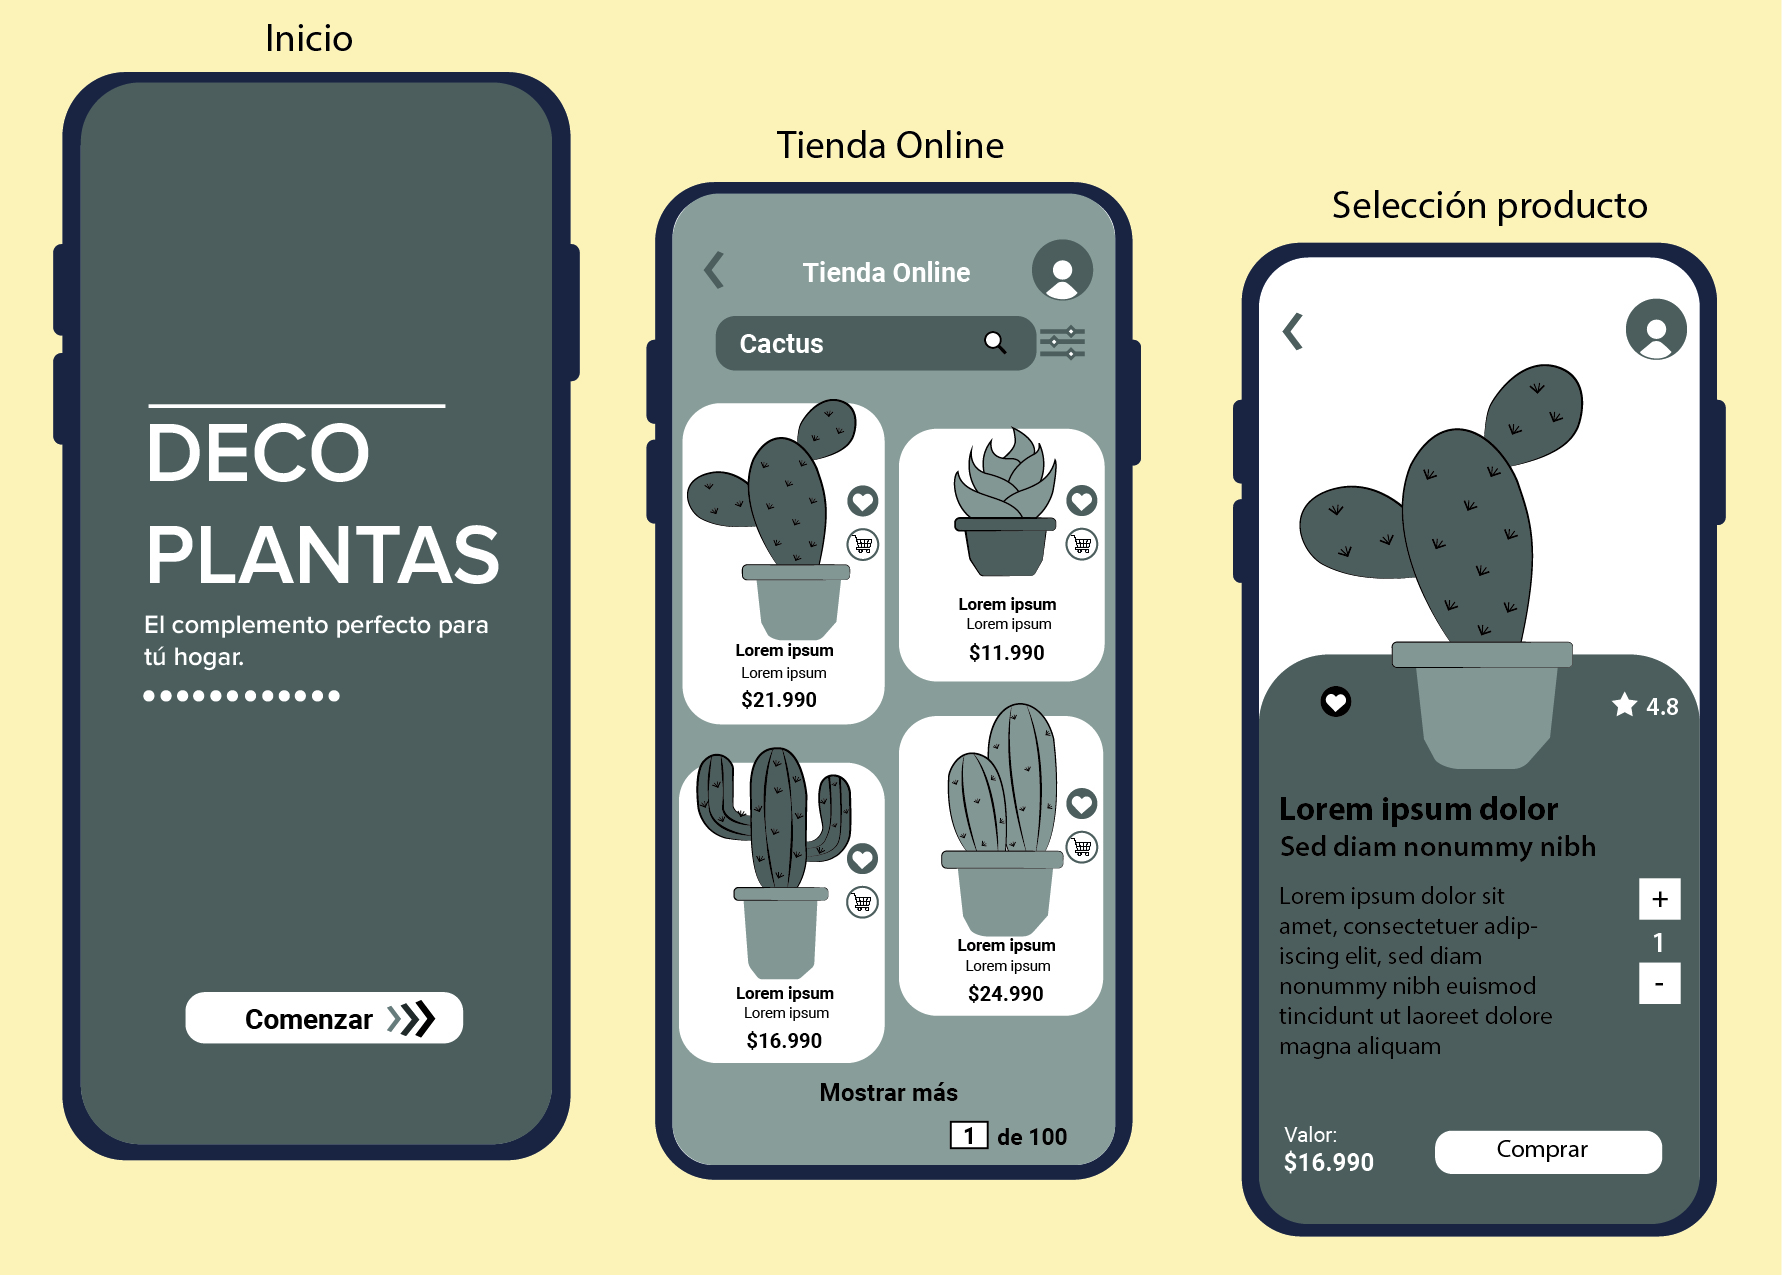 Inicio
DECO
PLANTAS
El complemento perfecto para
tú hogar.
Comenzar
Tienda Online
Tienda Online
Cactus
Lorem ipsum
Lorem ipsum
$21.990
Lorem ipsum
Lorem ipsum
$11.990
Lorem ipsum
Lorem ipsum
$16.990
Lorem ipsum
Lorem ipsum
$24.990
Mostrar más
1 de 100
Selección producto
4.8
Lorem ipsum dolor
Sed diam nonummy nibh
Lorem ipsum dolor sit
amet, consectetuer adip-
iscing elit, sed diam
nonummy nibh euismod
tincidunt ut laoreet dolore
magna aliquam
+
1
-
Valor:
$16.990
Comprar